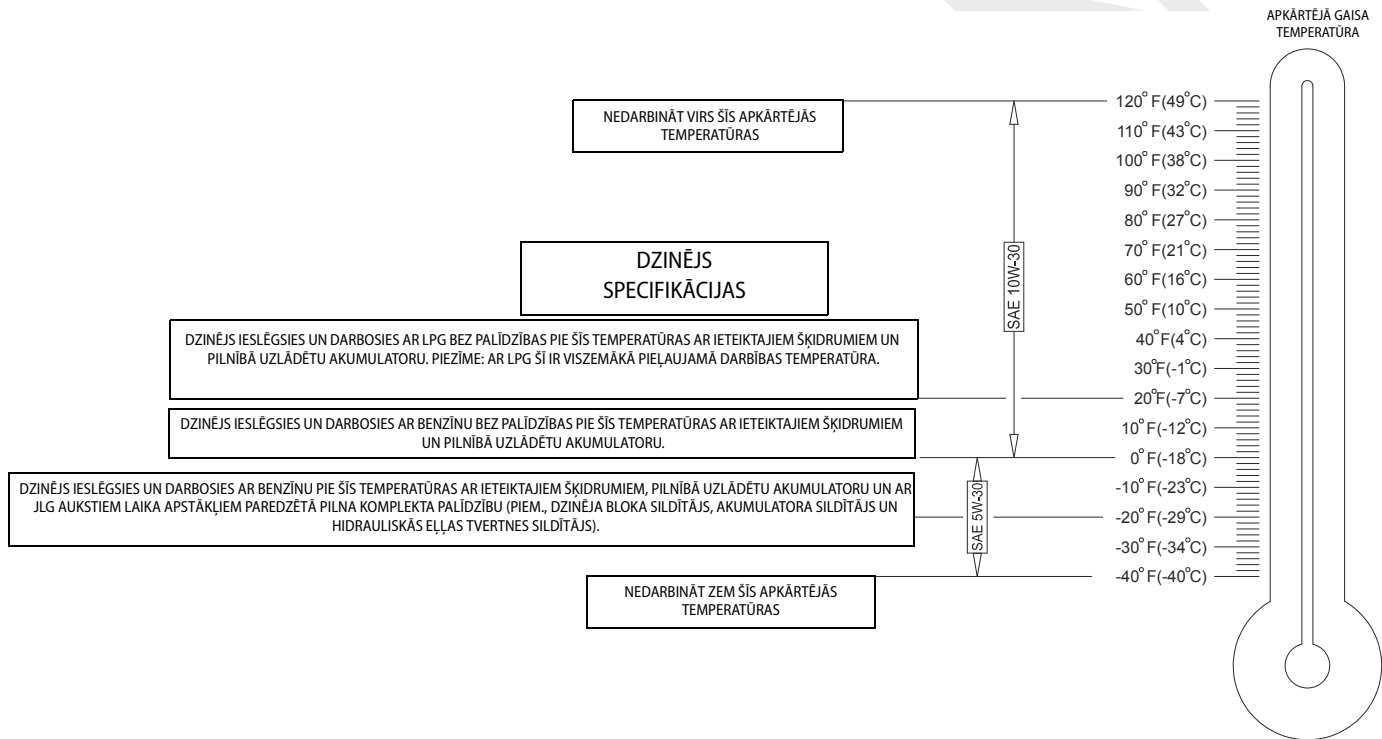 APKĀRTĒJĀ GAISA
TEMPERATŪRA
NEDARBINĀT VIRS ŠĪS APKĀRTĒJĀS
TEMPERATŪRAS
120° F(49°C)
110° F(43°C)
100° F(38°C)
90° F(32°C)
80° F(27°C)
70° F(21°C)
60° F(16°C)
50° F(10°C)
40° F(4°C)
30°F(-1°C)
20°F(-7°C)
10° F(-12°C)
0° F(-18°C)
-10° F(-23°C)
-20° F(-29°C)
-30° F(-34°C)
-40° F(-40°C)
SAE 10W-30
DZINĒJS
SPECIFIKĀCIJAS
DZINĒJS IESLĒGSIES UN DARBOSIES AR LPG BEZ PALĪDZĪBAS PIE ŠĪS TEMPERATŪRAS AR IETEIKTAJIEM ŠĶIDRUMIEM UN
PILNĪBĀ UZLĀDĒTU AKUMULATORU. PIEZĪME: AR LPG ŠĪ IR VISZEMĀKĀ PIEĻAUJAMĀ DARBĪBAS TEMPERATŪRA.
DZINĒJS IESLĒGSIES UN DARBOSIES AR BENZĪNU BEZ PALĪDZĪBAS PIE ŠĪS TEMPERATŪRAS AR IETEIKTAJIEM ŠĶIDRUMIEM
UN PILNĪBĀ UZLĀDĒTU AKUMULATORU.
DZINĒJS IESLĒGSIES UN DARBOSIES AR BENZĪNU PIE ŠĪS TEMPERATŪRAS AR IETEIKTAJIEM ŠĶIDRUMIEM, PILNĪBĀ UZLĀDĒTU AKUMULATORU UN AR
JLG AUKSTIEM LAIKA APSTĀKĻIEM PAREDZĒTĀ PILNA KOMPLEKTA PALĪDZĪBU (PIEM., DZINĒJA BLOKA SILDĪTĀJS, AKUMULATORA SILDĪTĀJS UN
HIDRAULISKĀS EĻĻAS TVERTNES SILDĪTĀJS).
SAE 5W-30
NEDARBINĀT ZEM ŠĪS APKĀRTĒJĀS
TEMPERATŪRAS